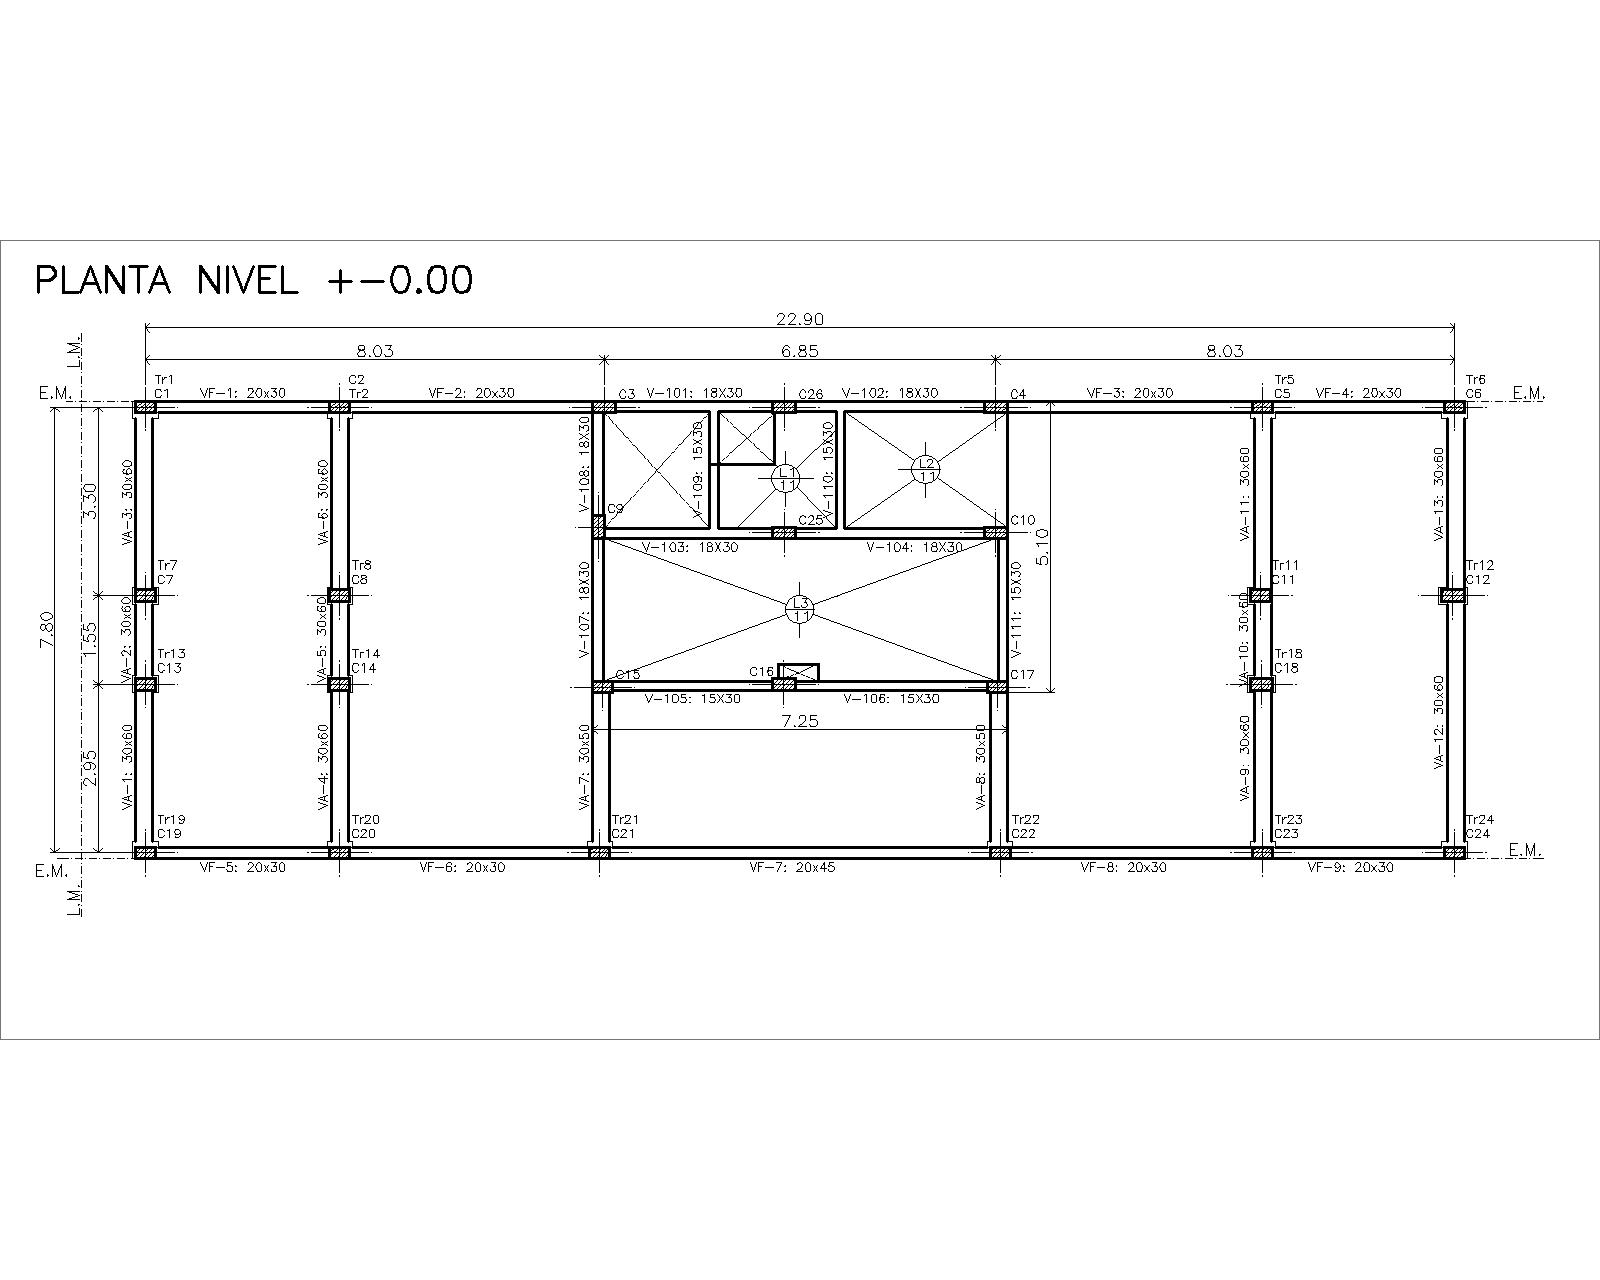 PLANTA NIVEL +-0.00
22.90
8.03
6.85
8.03
L.M.
E.M.
Tr1
C1
VF-1: 20x30
C2
Tr2
VF-2: 20x30
C3
V-101: 18X30
C26
V-102: 18X30
C4
VF-3: 20x30
Tr5
C5
VF-4: 20x30
Tr6
C6
E.M.
VA-3: 30x60
3.30
VA-6: 30x60
V-108: 18X30
V-109: 15X30
L1
11
V-110: 15X30
L2
11
VA-11: 30x60
VA-13: 30x60
C9
C25
C10
V-103: 18X30
V-104: 18X30
5.10
Tr7
C7
Tr8
C8
Tr11
C11
Tr12
C12
7.80
1.55
VA-2: 30x60
VA-5: 30x60
V-107: 18X30
L3
11
V-111: 15X30
VA-10: 30x60
Tr13
C13
Tr14
C14
C15
C16
C17
Tr18
C18
V-105: 15X30
V-106: 15X30
7.25
2.95
VA-1: 30x60
VA-4: 30x60
VA-7: 30x50
VA-8: 30x50
VA-9: 30x60
VA-12: 30x60
Tr19
C19
Tr20
C20
Tr21
C21
Tr22
C22
Tr23
C23
Tr24
C24
E.M.
E.M.
VF-5: 20x30
VF-6: 20x30
VF-7: 20x45
VF-8: 20x30
VF-9: 20x30
L.M.